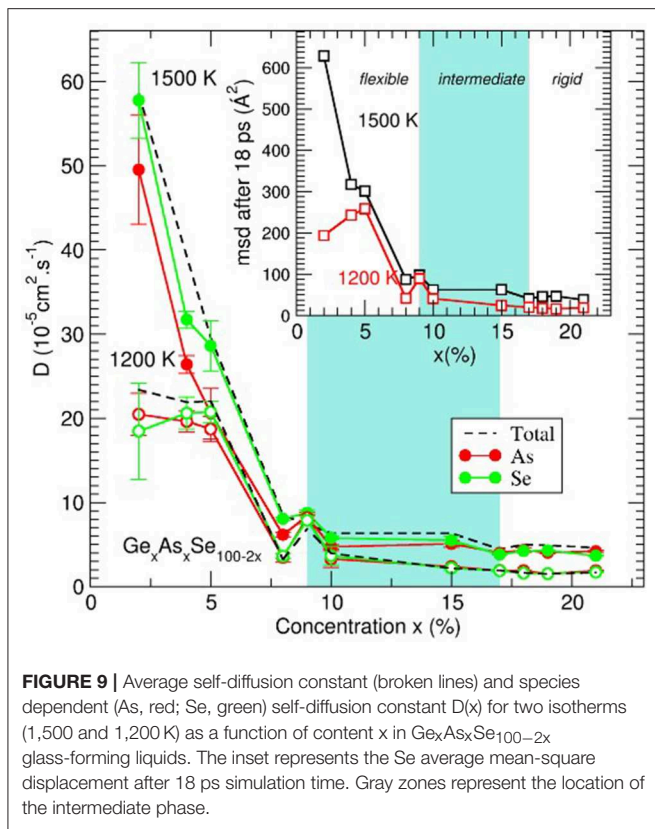 60
50
40
30
20
10
0
D (10⁻⁵cm².s⁻¹)
1500 K
1200 K
GeₓAsₓSe₁₀₀₋₂ₓ
0 5 10 15 20
Concentration x (%)
600
500
400
300
200
100
0
msd after 18 ps (Á²)
flexible intermediate rigid
1500 K
1200 K
5 10 15 20
x(%)
Total
As
Se
FIGURE 9 | Average self-diffusion constant (broken lines) and species
dependent (As, red; Se, green) self-diffusion constant D(x) for two isotherms
(1,500 and 1,200 K) as a function of content x in GeₓAsₓSe₁₀₀₋₂ₓ
glass-forming liquids. The inset represents the Se average mean-square
displacement after 18 ps simulation time. Gray zones represent the location of
the intermediate phase.